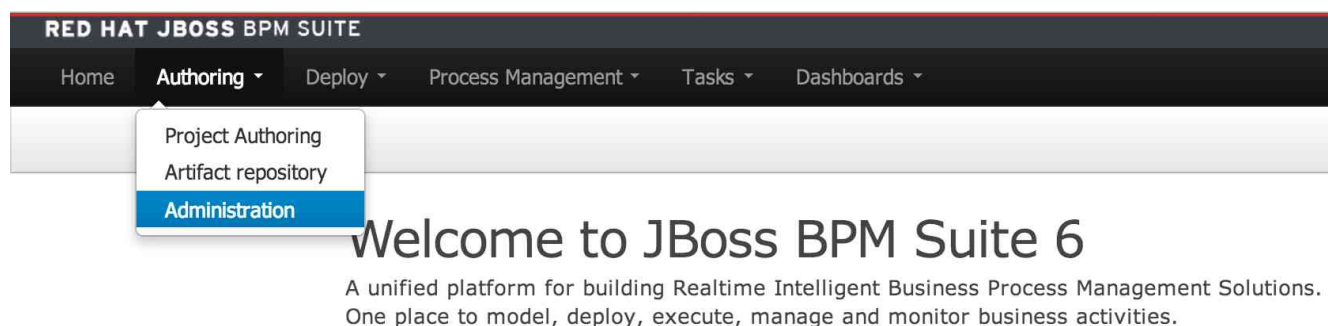 RED HAT JBOSS BPM SUITE
Home Authoring Deploy Process Management Tasks Dashboards
Project Authoring
Artifact repository
Administration
Welcome to JBoss BPM Suite 6
A unified platform for building Realtime Intelligent Business Process Management Solutions.
One place to model, deploy, execute, manage and monitor business activities.